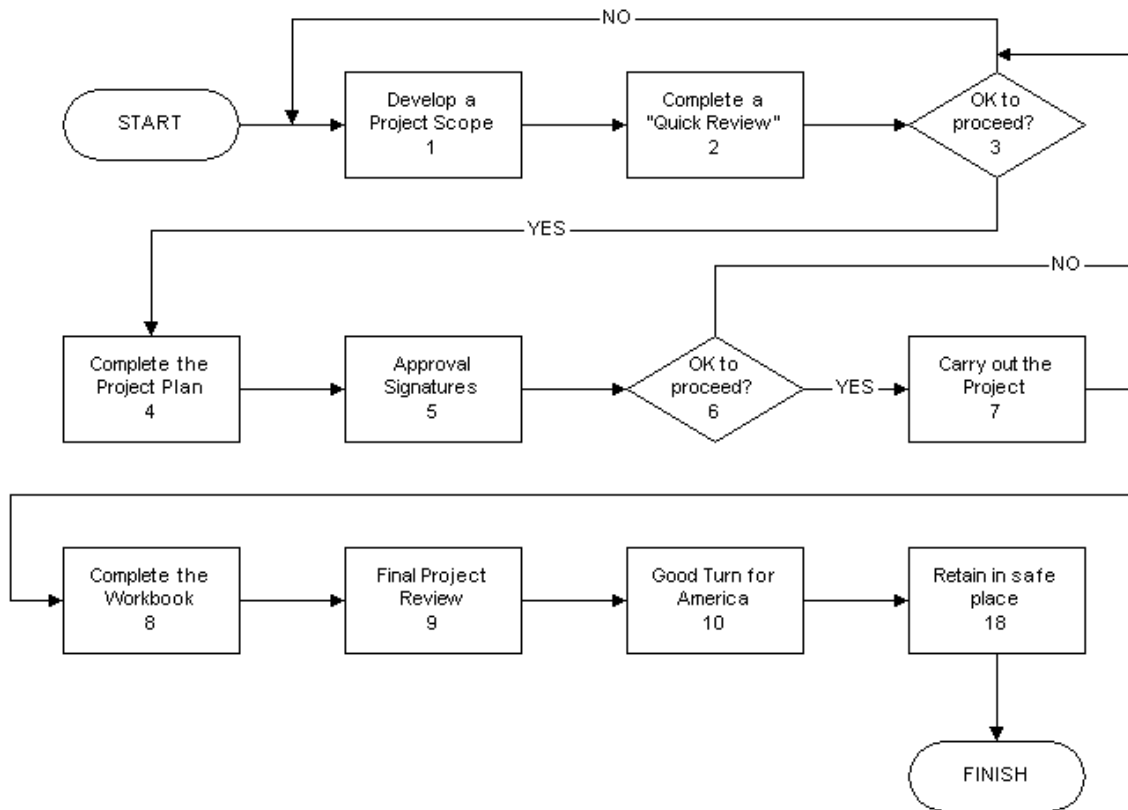 NO
START
Develop a
Project Scope
1
Complete a
"Quick Review"
2
OK to
proceed?
3
YES
NO
Complete the
Project Plan
4
Approval
Signatures
5
OK to
proceed?
6
YES
Carry out the
Project
7
Complete the
Workbook
8
Final Project
Review
9
Good Turn for
America
10
Retain in safe
place
18
FINISH